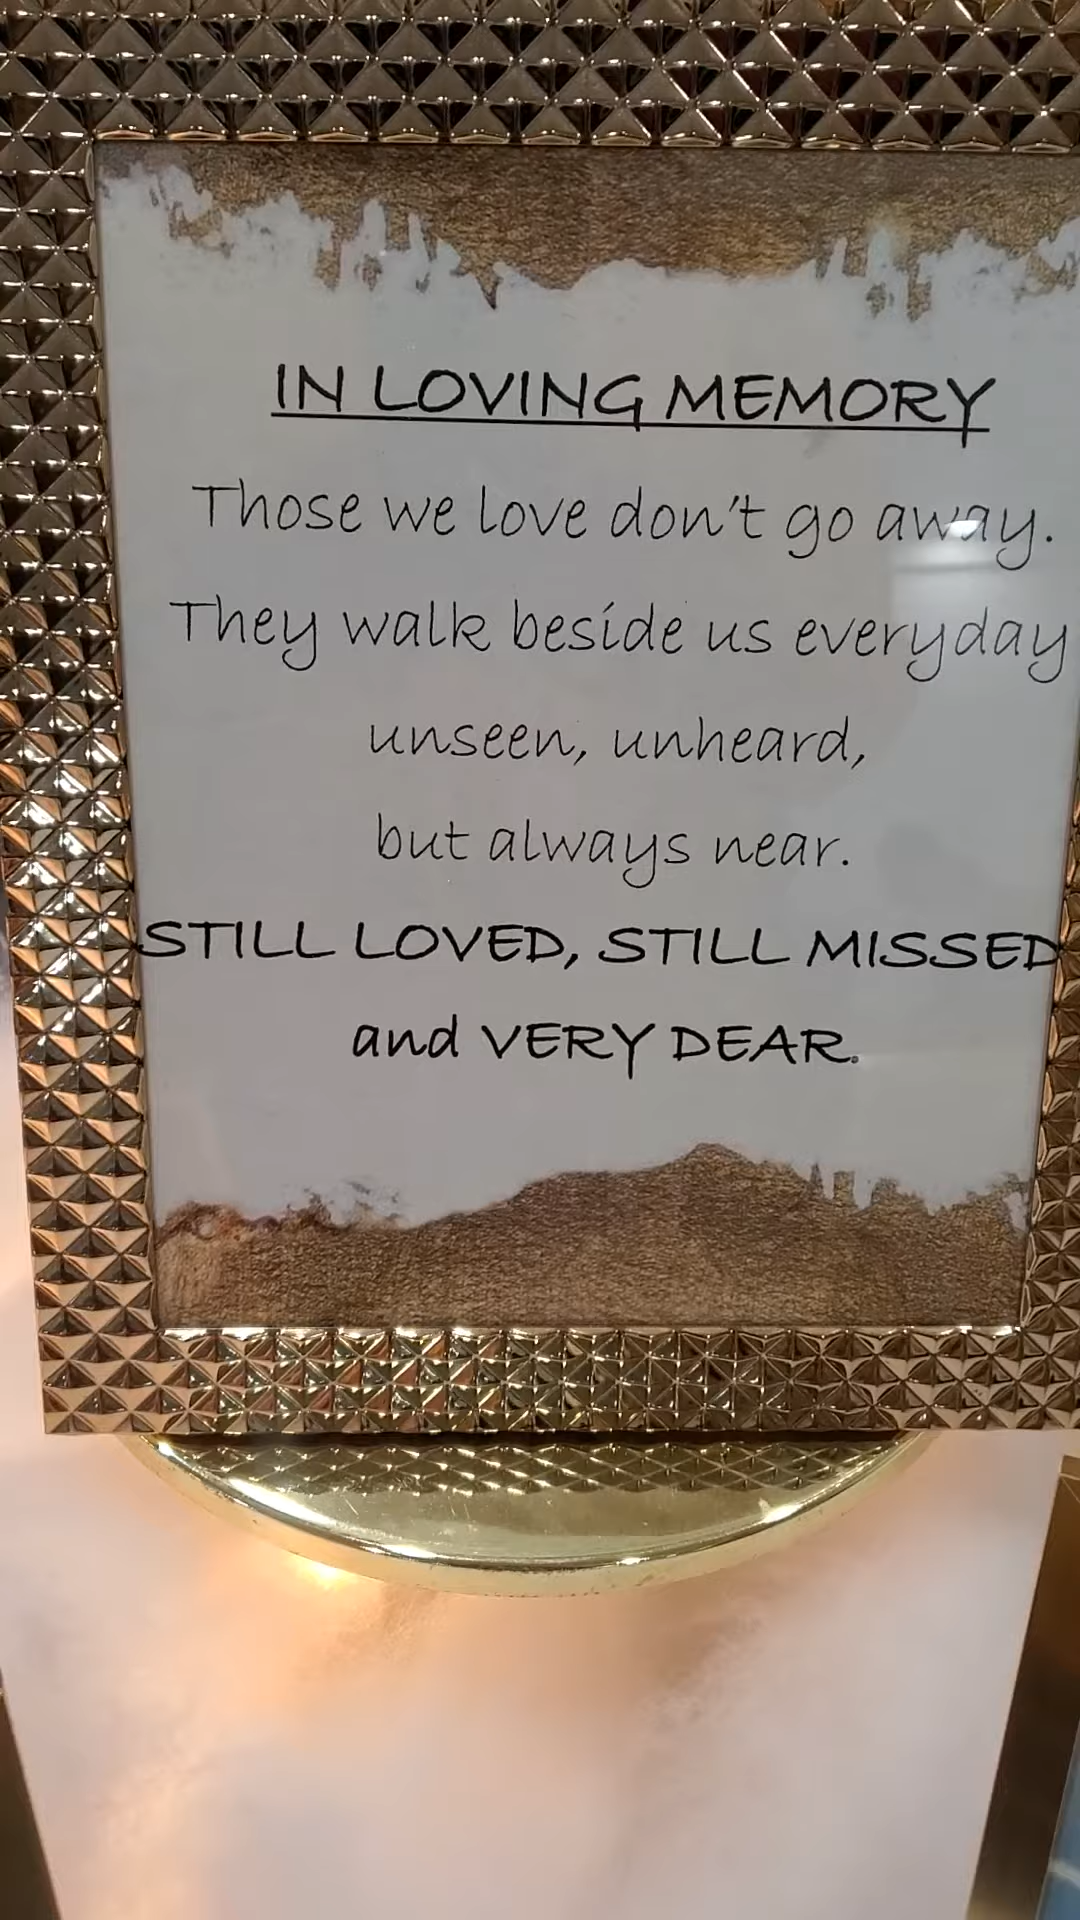 IN LOVING MEMORY
Those we love don't go away.
They walk beside us everyday
unseen, unheard,
but always near.
STILL LOVED, STILL MISSED
and VERY DEAR.